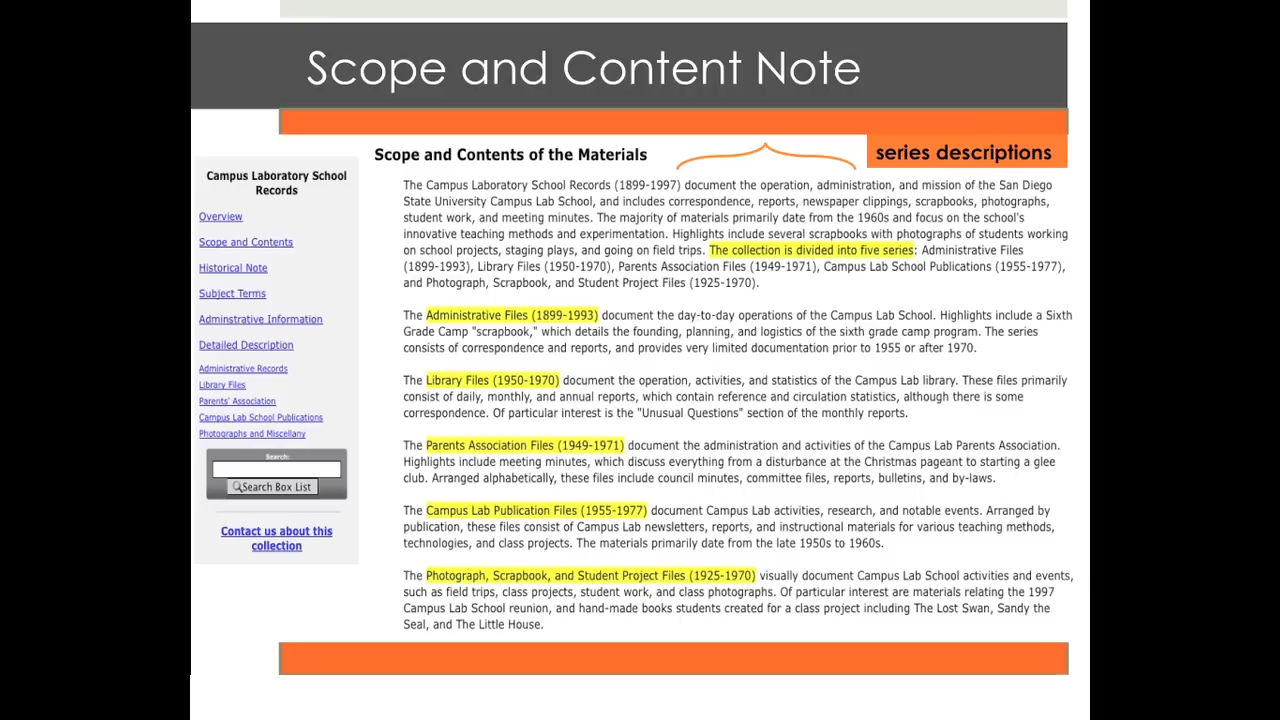 Scope and Content Note
series descriptions
Scope and Contents of the Materials
Campus Laboratory School
Records
Overview
Scope and Contents
Historical Note
Subject Terms
Adminstrative Information
Detailed Description
Administrative Records
Library Files
Parents' Association
Campus Lab School Publications
Photographs and Miscellany
Search:
Search Box List
Contact us about this
collection
The Campus Laboratory School Records (1899-1997) document the operation, administration, and mission of the San Diego
State University Campus Lab School, and includes correspondence, reports, newspaper clippings, scrapbooks, photographs,
student work, and meeting minutes. The majority of materials primarily date from the 1960s and focus on the school's
innovative teaching methods and experimentation. Highlights include several scrapbooks with photographs of students working
on school projects, staging plays, and going on field trips. The collection is divided into five series: Administrative Files
(1899-1993), Library Files (1950-1970), Parents Association Files (1949-1971), Campus Lab School Publications (1955-1977),
and Photograph, Scrapbook, and Student Project Files (1925-1970).
The Administrative Files (1899-1993) document the day-to-day operations of the Campus Lab School. Highlights include a Sixth
Grade Camp "scrapbook," which details the founding, planning, and logistics of the sixth grade camp program. The series
consists of correspondence and reports, and provides very limited documentation prior to 1955 or after 1970.
The Library Files (1950-1970) document the operation, activities, and statistics of the Campus Lab library. These files primarily
consist of daily, monthly, and annual reports, which contain reference and circulation statistics, although there is some
correspondence. Of particular interest is the "Unusual Questions" section of the monthly reports.
The Parents Association Files (1949-1971) document the administration and activities of the Campus Lab Parents Association.
Highlights include meeting minutes, which discuss everything from a disturbance at the Christmas pageant to starting a glee
club. Arranged alphabetically, these files include council minutes, committee files, reports, bulletins, and by-laws.
The Campus Lab Publication Files (1955-1977) document Campus Lab activities, research, and notable events. Arranged by
publication, these files consist of Campus Lab newsletters, reports, and instructional materials for various teaching methods,
technologies, and class projects. The materials primarily date from the late 1950s to 1960s.
The Photograph, Scrapbook, and Student Project Files (1925-1970) visually document Campus Lab School activities and events,
such as field trips, class projects, student work, and class photographs. Of particular interest are materials relating the 1997
Campus Lab School reunion, and hand-made books students created for a class project including The Lost Swan, Sandy the
Seal, and The Little House.